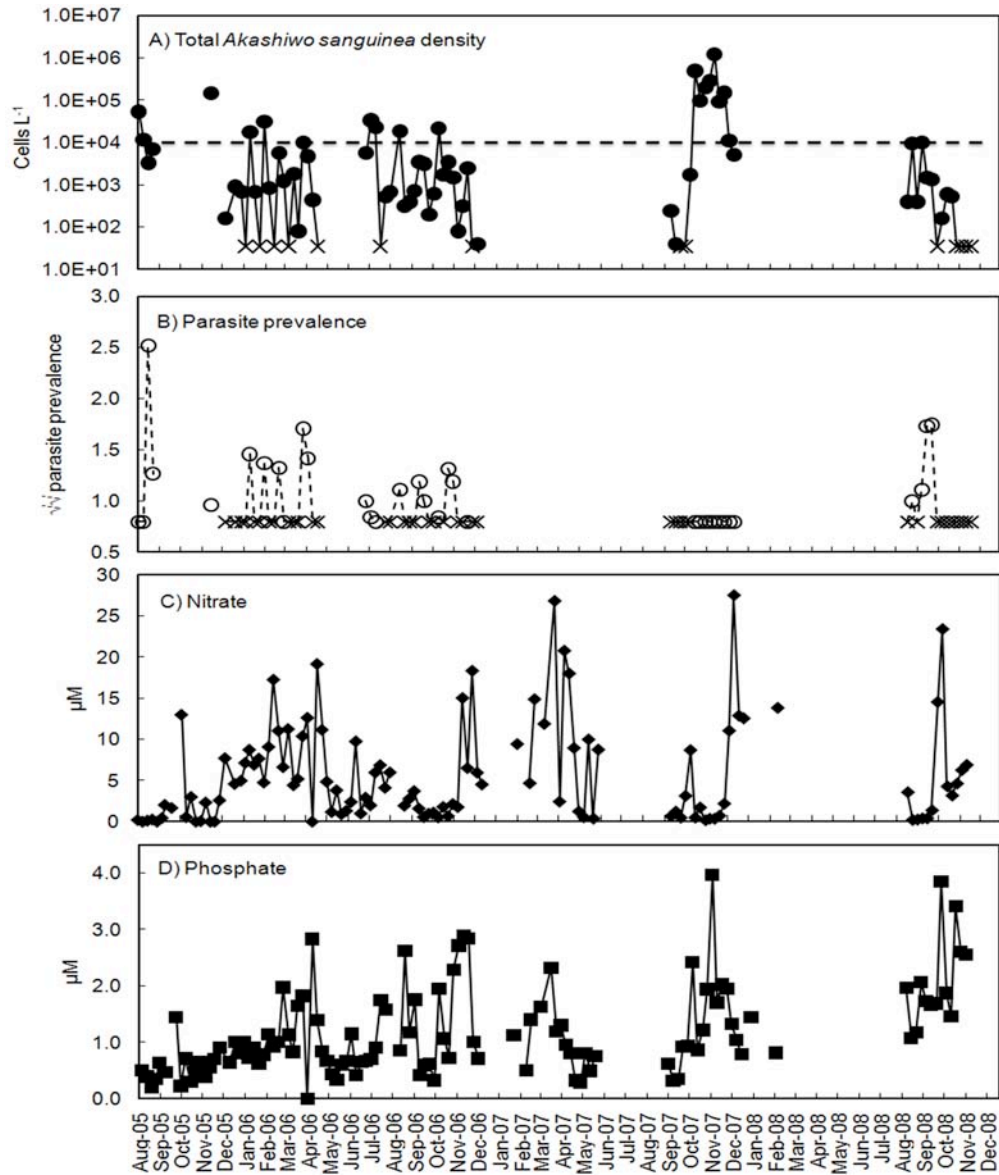 A) Total Akashiwo sanguinea density
Cells L-1
1.0E+07
1.0E+06
1.0E+05
1.0E+04
1.0E+03
1.0E+02
1.0E+01
B) Parasite prevalence
√√ parasite prevalence
3.0
2.5
2.0
1.5
1.0
0.5
C) Nitrate
µM
30
25
20
15
10
5
0
D) Phosphate
µM
4.0
3.0
2.0
1.0
0.0
Aug-05
Sep-05
Oct-05
Nov-05
Dec-05
Jan-06
Feb-06
Mar-06
Apr-06
May-06
Jun-06
Jul-06
Aug-06
Sep-06
Oct-06
Nov-06
Dec-06
Jan-07
Feb-07
Mar-07
Apr-07
May-07
Jun-07
Jul-07
Aug-07
Sep-07
Oct-07
Nov-07
Dec-07
Jan-08
Feb-08
Mar-08
Apr-08
May-08
Jun-08
Jul-08
Aug-08
Sep-08
Oct-08
Nov-08
Dec-08